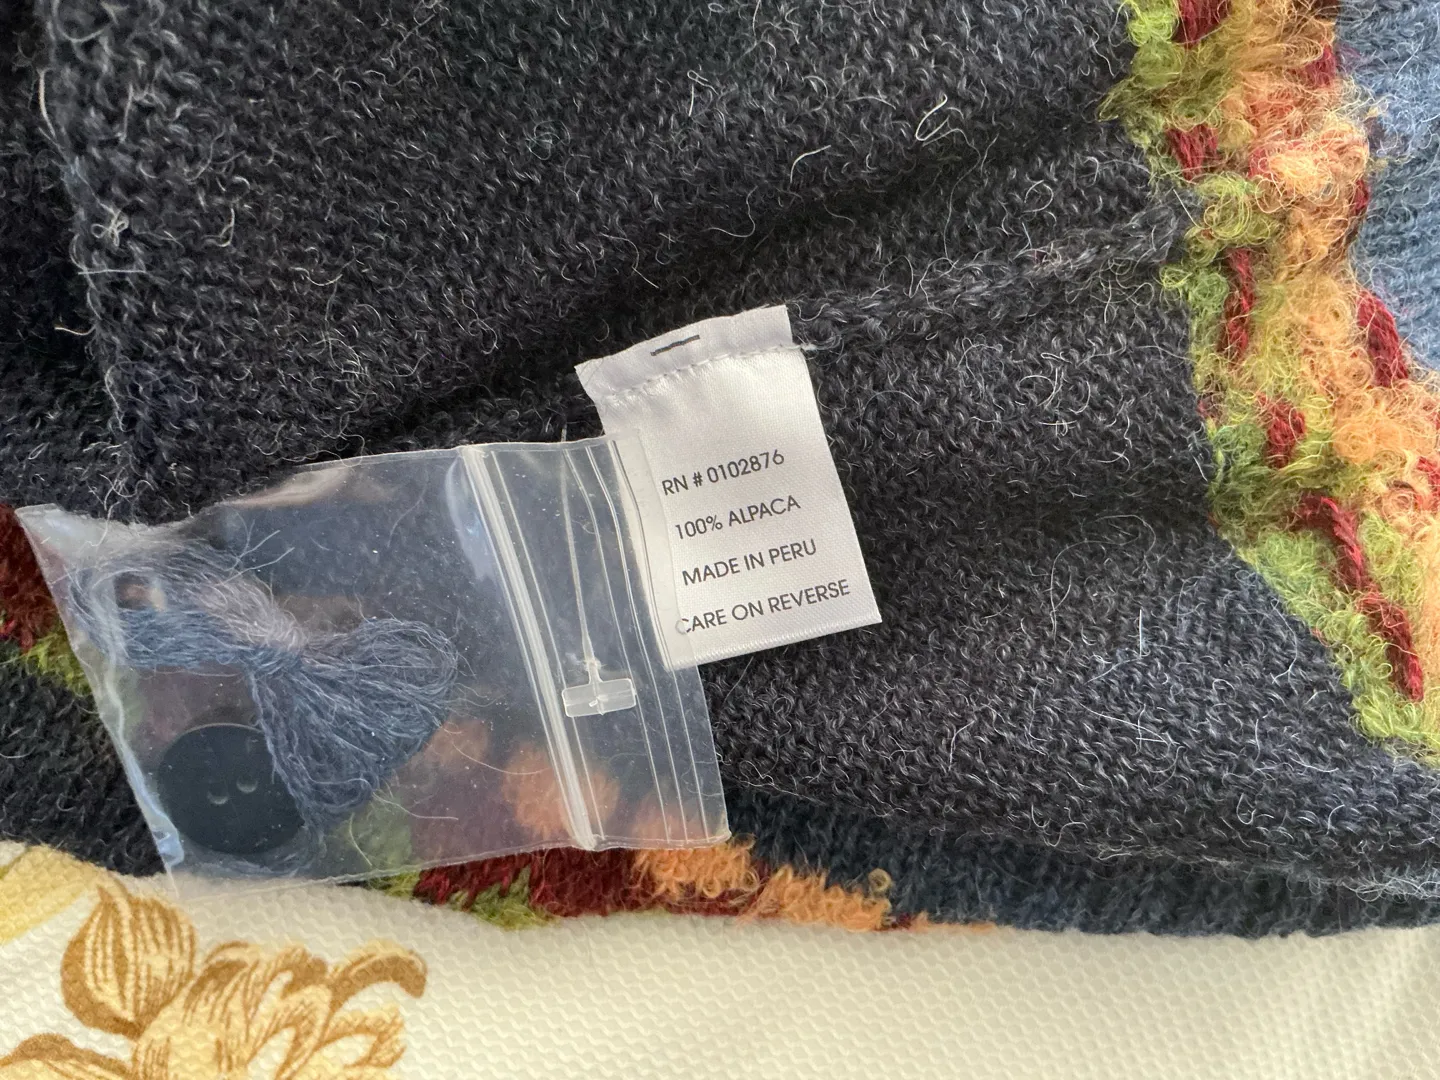 RN # 0102876
100% ALPACA
MADE IN PERU
CARE ON REVERSE